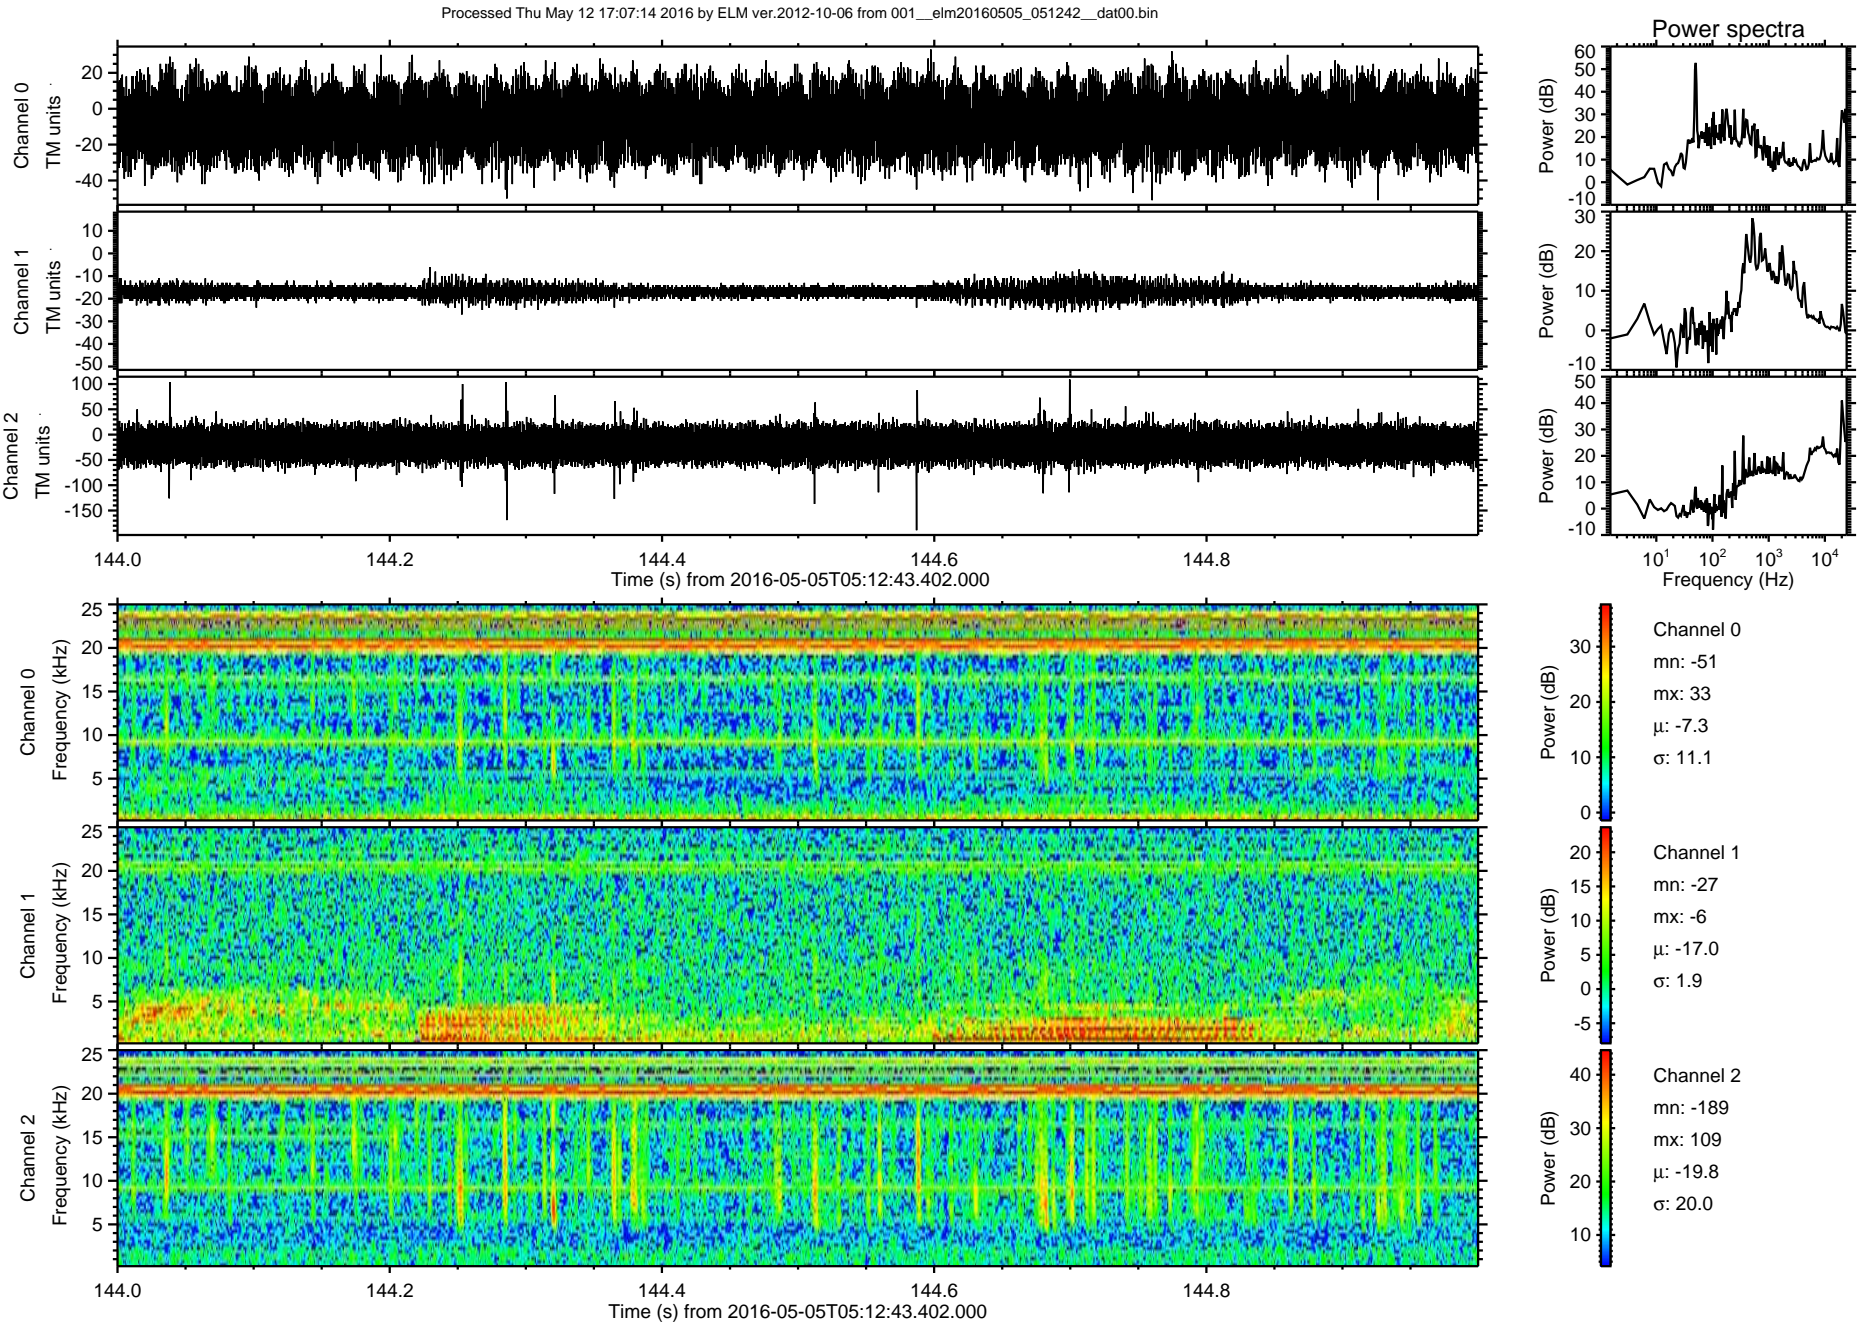 Processed Thu May 12 17:07:14 2016 by ELM ver.2012-10-06 from 001__elm20160505_051242__dat00.bin
Power spectra
Channel 0
TM units
20
0
-20
-40
Power (dB)
60
50
40
30
20
10
0
-10
Channel 1
TM units
10
0
-10
-20
-30
-40
-50
Power (dB)
30
20
10
0
-10
Channel 2
TM units
100
50
0
-50
-100
-150
Power (dB)
50
40
30
20
10
0
-10
144.0 144.2 144.4 144.6 144.8
Time (s) from 2016-05-05T05:12:43.402.000
10^1 10^2 10^3 10^4
Frequency (Hz)
Channel 0
Frequency (kHz)
25
20
15
10
5
Power (dB)
30
20
10
0
Channel 0
mn: -51
mx: 33
μ: -7.3
σ: 11.1
Channel 1
Frequency (kHz)
25
20
15
10
5
Power (dB)
20
15
10
5
0
-5
Channel 1
mn: -27
mx: -6
μ: -17.0
σ: 1.9
Channel 2
Frequency (kHz)
25
20
15
10
5
Power (dB)
40
30
20
10
Channel 2
mn: -189
mx: 109
μ: -19.8
σ: 20.0
144.0 144.2 144.4 144.6 144.8
Time (s) from 2016-05-05T05:12:43.402.000